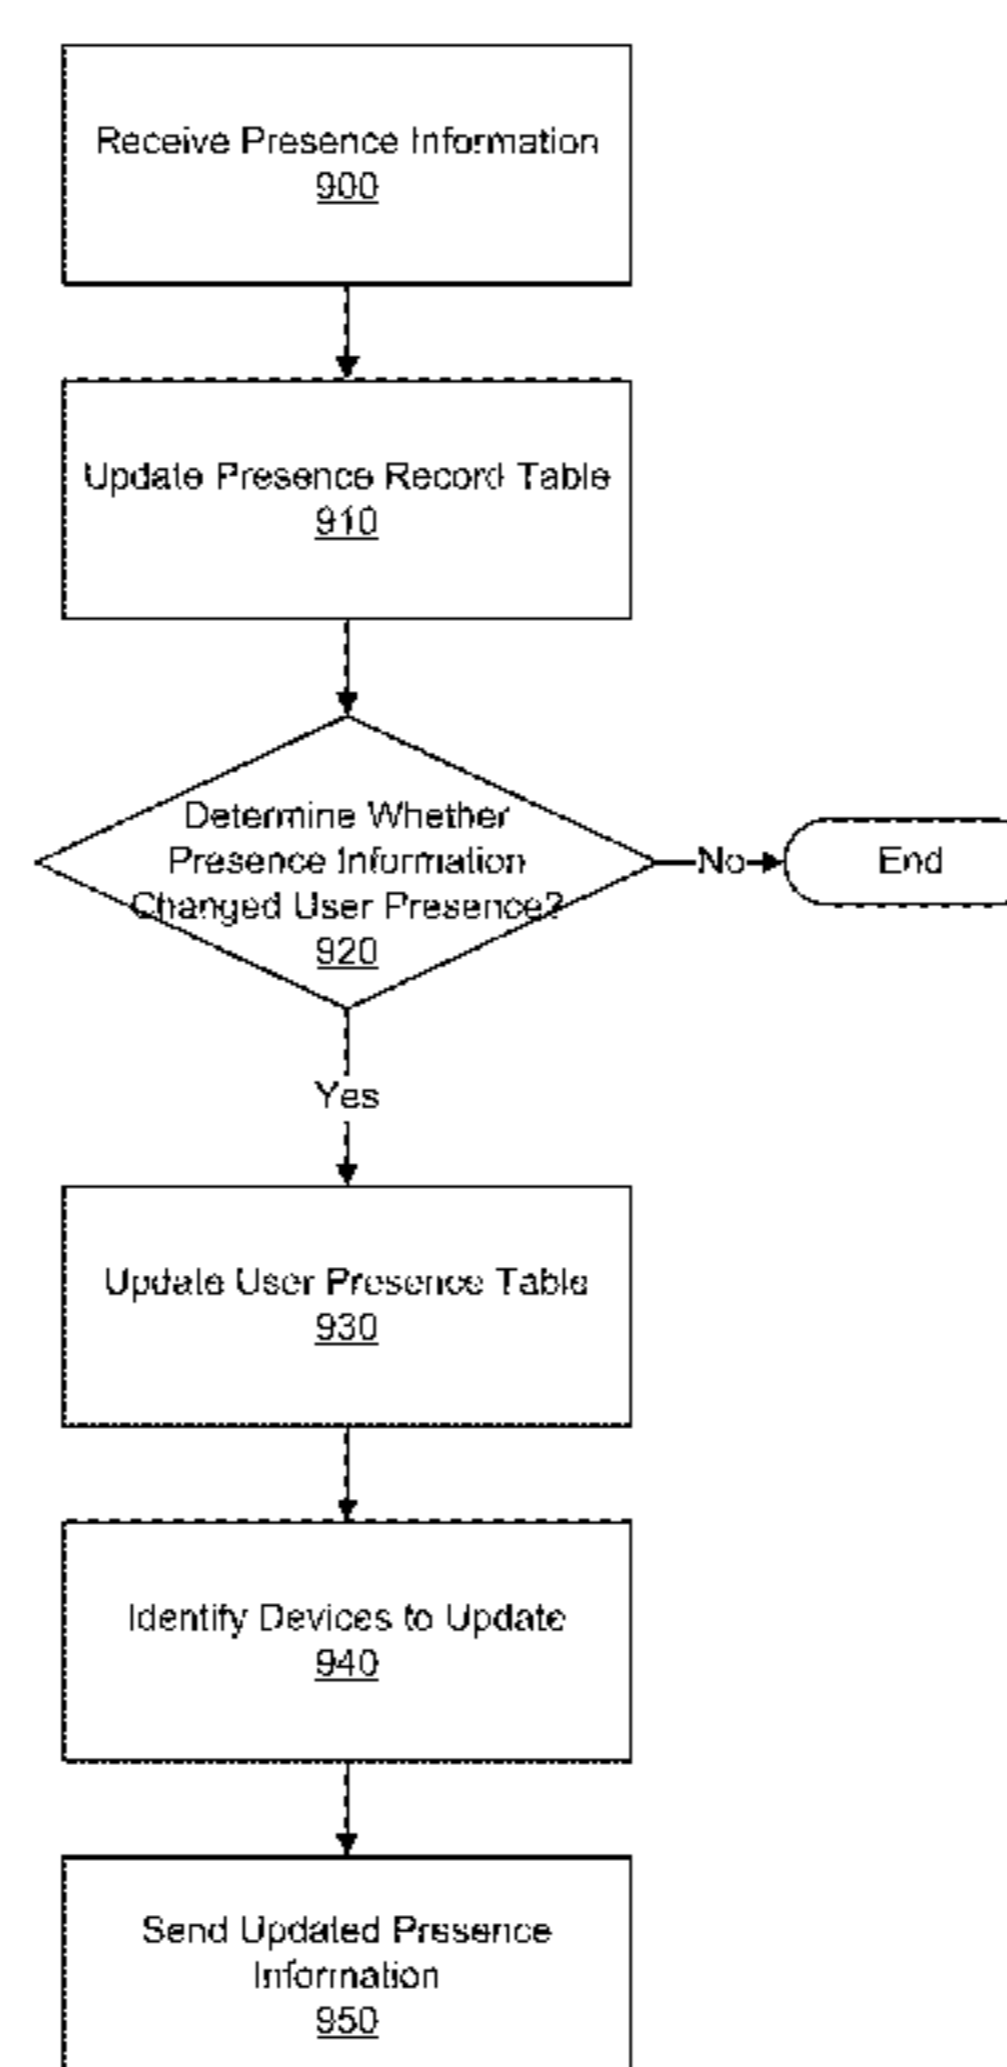 Receive Presence Information
900
Update Presence Record Table
910
Determine Whether
Presence Information
Changed User Presence?
920
No
End
Yes
Update User Presence Table
930
Identify Devices to Update
940
Send Updated Presence
Information
950